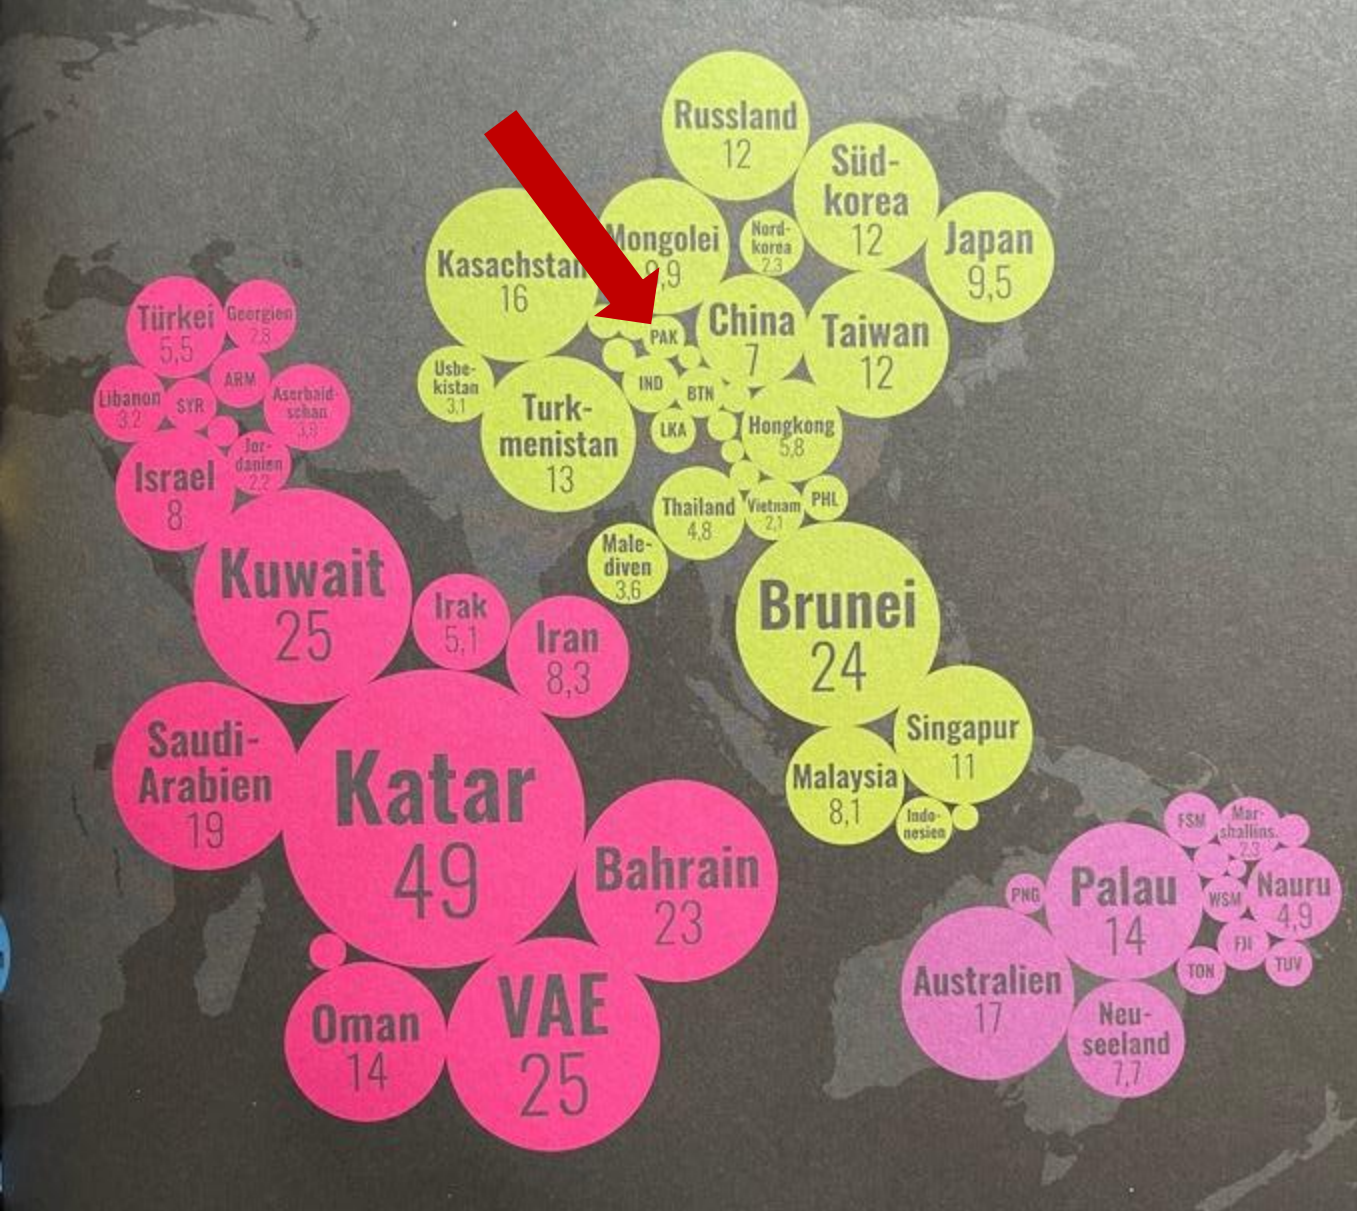 Russland
12
Süd-
korea
12
Mongolei
9,9
Nord-
korea
2,3
Japan
9,5
Kasachstan
16
PAK
China
7
Taiwan
12
Usbe-
kistan
3,1
IND
BTN
Turk-
menistan
13
LKA
Hongkong
5,8
Thailand
4,8
Vietnam
2,1
PHL
Male-
diven
3,6
Brunei
24
Singapur
11
Malaysia
8,1
Indo-
nesien
Türkei
5,5
Georgien
2,8
ARM
Libanon
3,2
SYR
Aserbaid-
schan
3,8
Jor-
danien
2,2
Israel
8
Kuwait
25
Irak
5,1
Iran
8,3
Saudi-
Arabien
19
Katar
49
Bahrain
23
Oman
14
VAE
25
FSM
Mar-
shallins.
2,3
PNG
Palau
14
WSM
Nauru
4,9
FJI
TON
TUV
Australien
17
Neu-
seeland
7,7